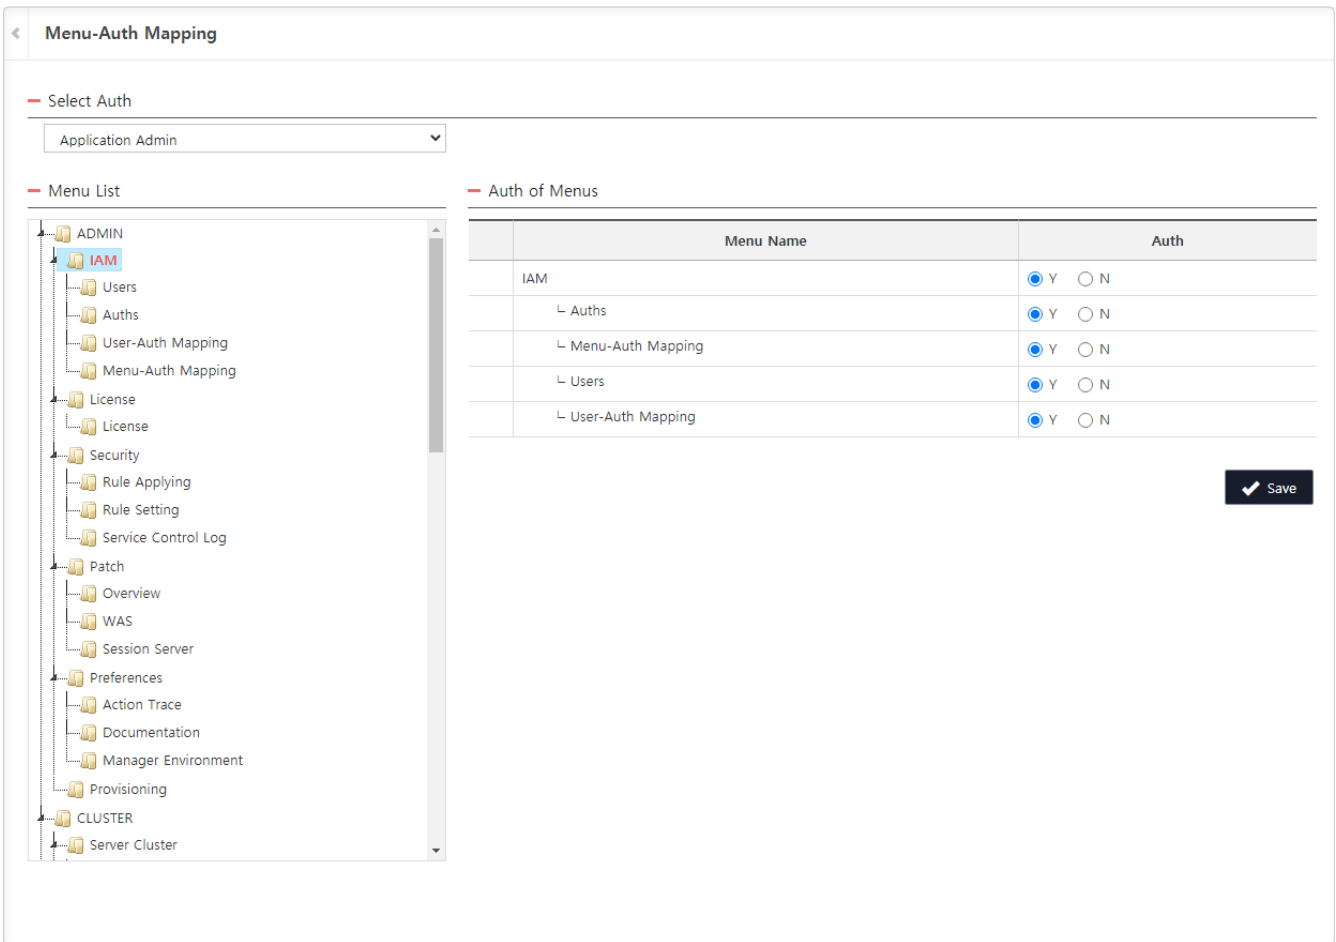 Menu-Auth Mapping
Select Auth
Application Admin
Menu List
ADMIN
IAM
Users
Auths
User-Auth Mapping
Menu-Auth Mapping
License
License
Security
Rule Applying
Rule Setting
Service Control Log
Patch
Overview
WAS
Session Server
Preferences
Action Trace
Documentation
Manager Environment
Provisioning
CLUSTER
Server Cluster
Auth of Menus
Menu Name Auth
IAM Y N
└ Auths Y N
└ Menu-Auth Mapping Y N
└ Users Y N
└ User-Auth Mapping Y N
Save